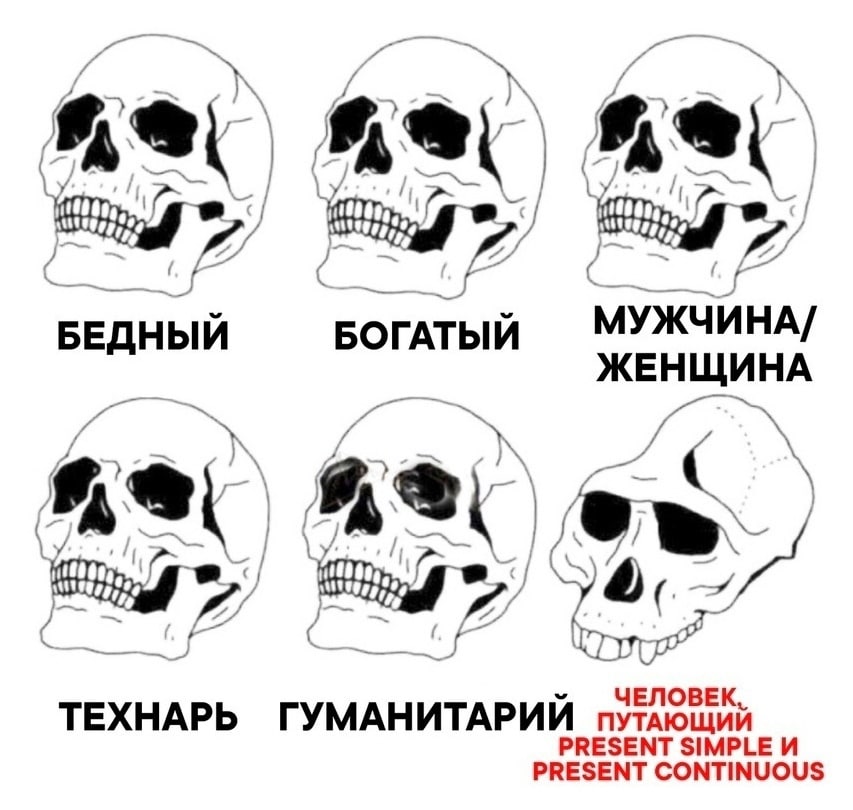 БЕДНЫЙ
БОГАТЫЙ
МУЖЧИНА/
ЖЕНЩИНА
ТЕХНАРЬ
ГУМАНИТАРИЙ
ЧЕЛОВЕК,
ПУТАЮЩИЙ
PRESENT SIMPLE И
PRESENT CONTINUOUS